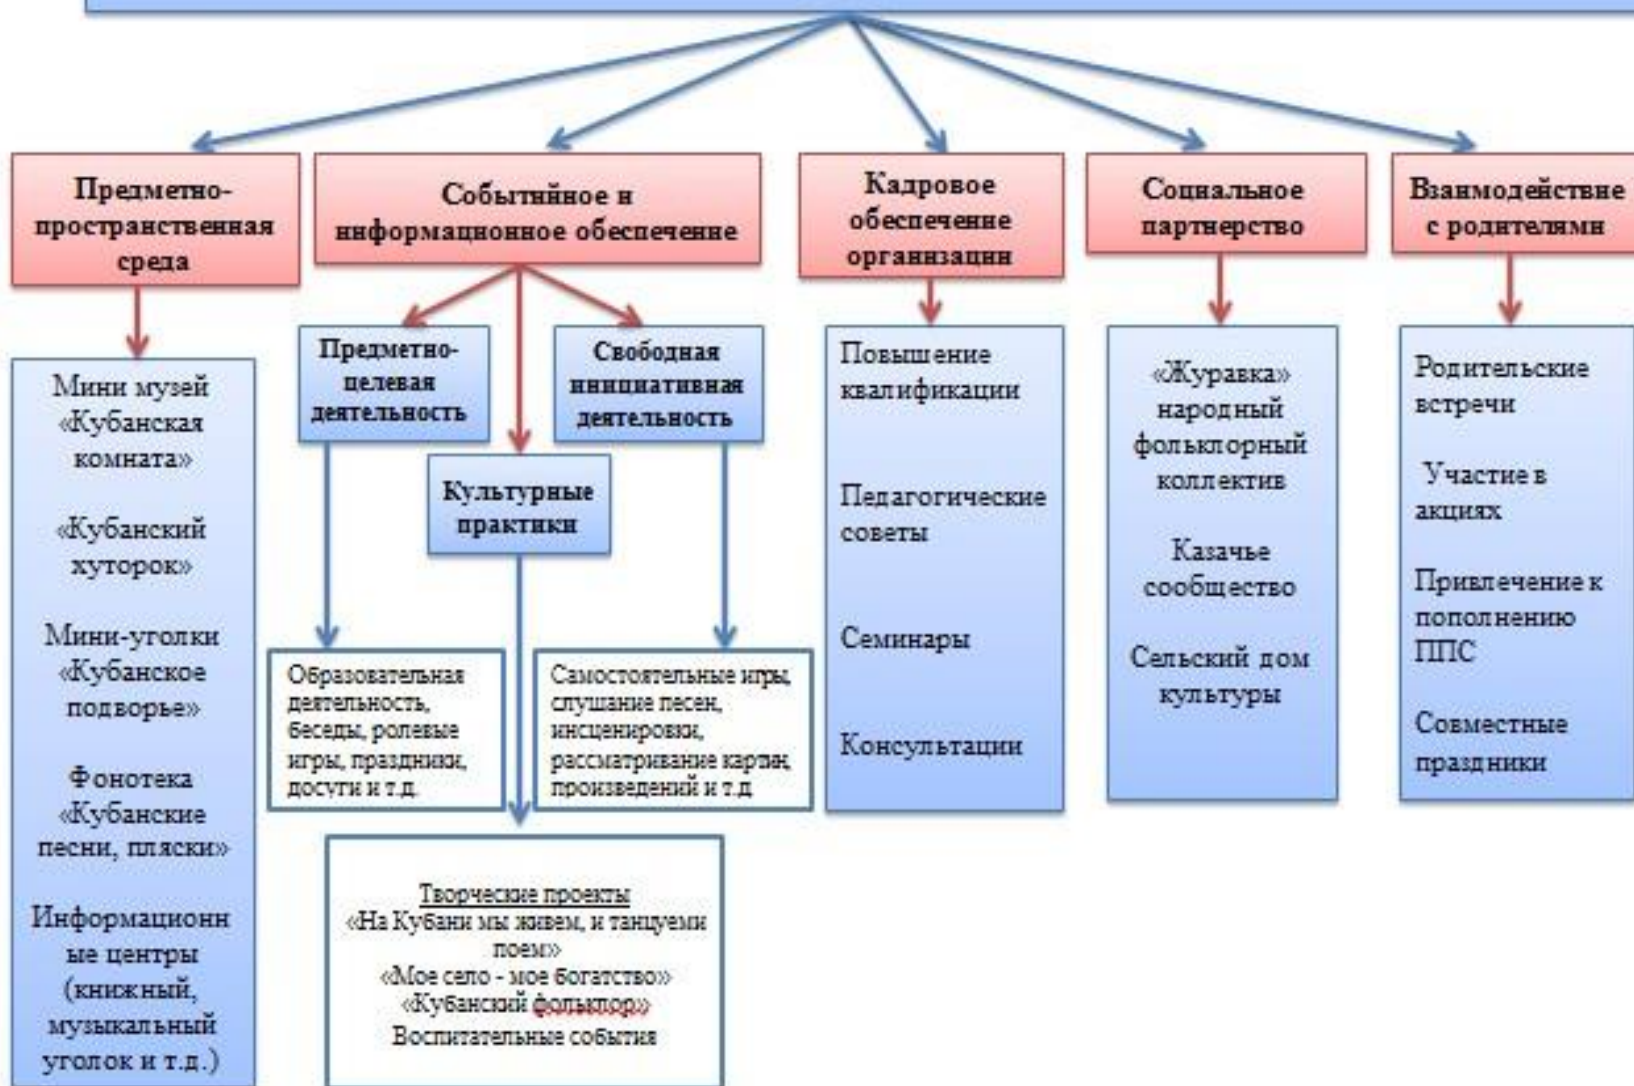 Предметно-
пространственная
среда
Событийное и
информационное обеспечение
Кадровое
обеспечение
организации
Социальное
партнерство
Взаимодействие
с родителями
Мини музей
«Кубанская
комната»
«Кубанский
хуторок»
Мини-уголки
«Кубанское
подворье»
Фонотека
«Кубанские
песни, пляски»
Информационн
ые центры
(книжный,
музыкальный
уголок и т.д.)
Предметно-
целевая
деятельность
Культурные
практики
Свободная
инициативная
деятельность
Образовательная
деятельность,
беседы, ролевые
игры, праздники,
досуги и т.д.
Самостоятельные игры,
слушание песен,
инсценировки,
рассматривание картин,
произведений и т.д
Творческие проекты
«На Кубани мы живем, и танцуеми
поем»
«Мое село - мое богатство»
«Кубанский фольклор»
Воспитательные события
Повышение
квалификации
Педагогические
советы
Семинары
Консультации
«Журавка»
народный
фольклорный
коллектив
Казачье
сообщество
Сельский дом
культуры
Родительские
встречи
Участие в
акциях
Привлечение к
пополнению
ППС
Совместные
праздники